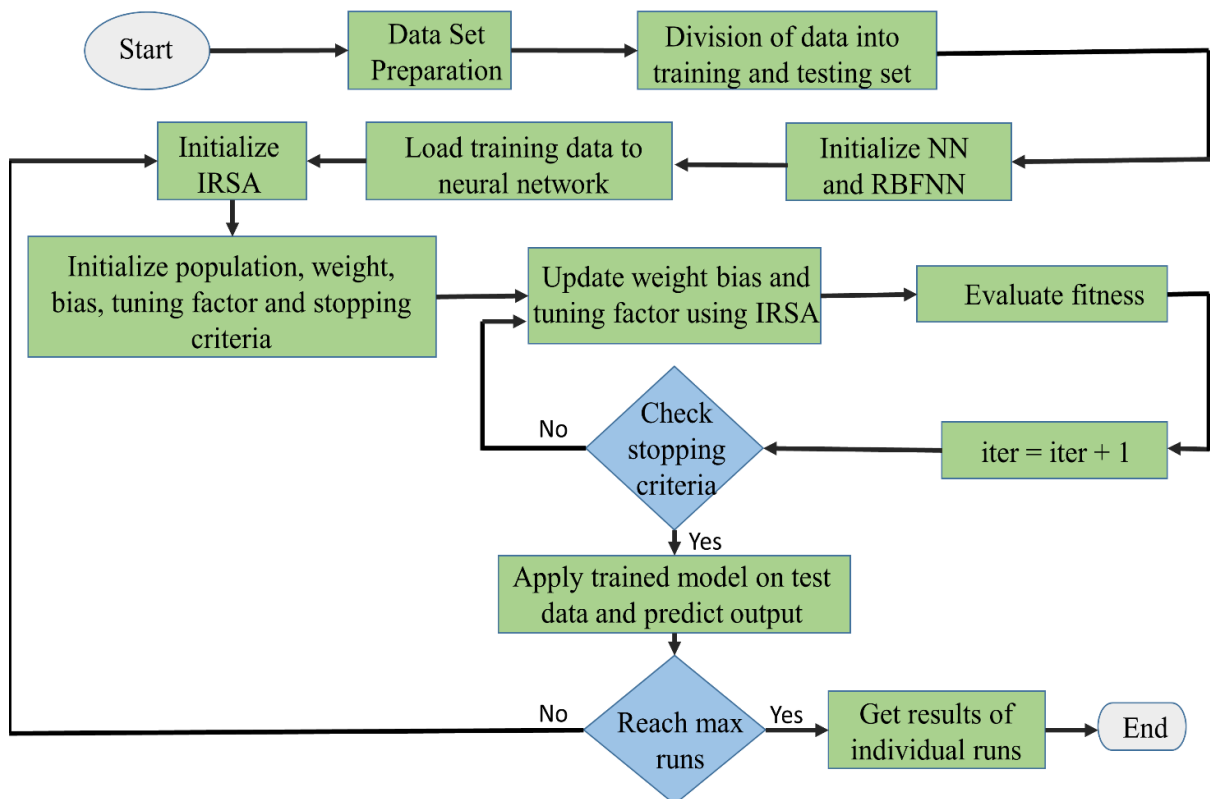 Start
Data Set
Preparation
Division of data into
training and testing set
Initialize
IRSA
Load training data to
neural network
Initialize NN
and RBFNN
Initialize population, weight,
bias, tuning factor and stopping
criteria
Update weight bias and
tuning factor using IRSA
Evaluate fitness
No
Check
stopping
criteria
iter = iter + 1
Yes
Apply trained model on test
data and predict output
No
Reach max
runs
Yes
Get results of
individual runs
End